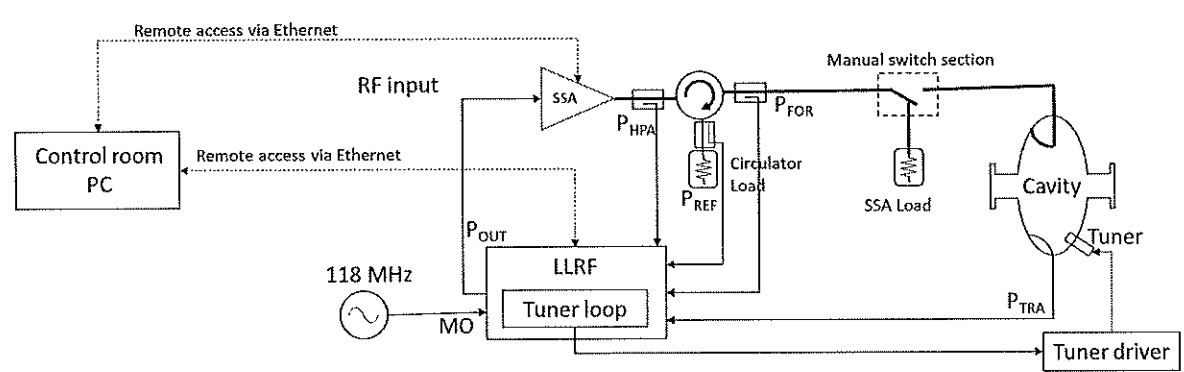 Remote access via Ethernet
Manual switch section
RF input
SSA
P_FOR
P_HPA
Control room
PC
Remote access via Ethernet
Circulator
Load
P_REF
SSA Load
Cavity
P_OUT
Tuner
LLRF
118 MHz
Tuner loop
P_TRA
MO
Tuner driver